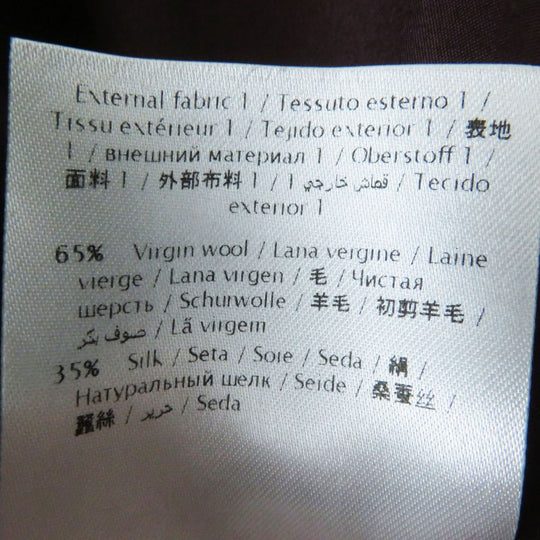 External fabric 1 / Tessuto esterno 1 /
Tissu extérieur 1 / Tejido exterior 1 / 表地
1 / внешний материал 1 / Oberstoff 1 /
面料 1 / 外部布料 1 / قماش خارجي 1 / Tecido
exterior 1
65% Virgin wool / Lana vergine / Laine
vierge / Lana virgen / 毛 / Чистая
шерсть / Schurwolle / 羊毛 / 初剪羊毛 /
صوف بكر / Lã virgem
35% Silk / Seta / Soie / Seda / 絹 /
Натуральный шелк / Seide / 桑蚕丝 /
蠶絲 / حرير / Seda